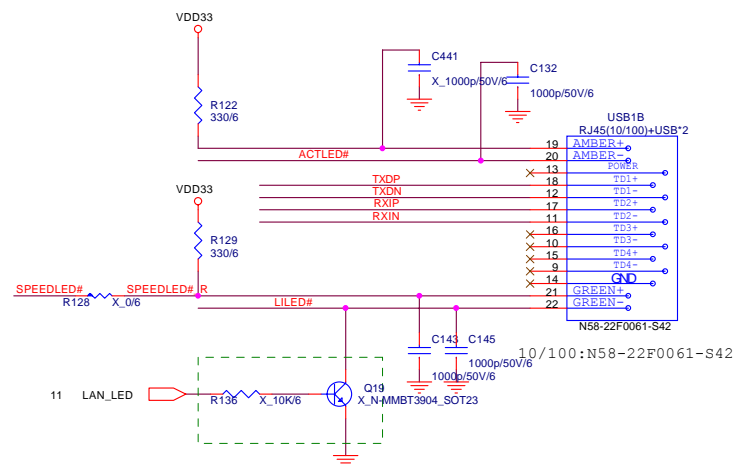 VDD33
C441
X_1000p/50V/6
C132
1000p/50V/6
R122
330/6
USB1B
RJ45(10/100)+USB*2
19 AMBER+
ACTLED# 20 AMBER-
13 POWER
TXDP 18 TD1+
TXDN 12 TD1-
RXIP 17 TD2+
RXIN 11 TD2-
VDD33
16 TD3+
10 TD3-
15 TD4+
9 TD4-
14 GND
R129
330/6
SPEEDLED# SPEEDLED#_R 21 GREEN+
R128 X_0/6
LILED# 22 GREEN-
N58-22F0061-S42
C143 C145
10/100:N58-22F0061-S42
1000p/50V/6
1000p/50V/6
11 LAN_LED
R136 X_10K/6
Q19
X_N-MMBT3904_SOT23